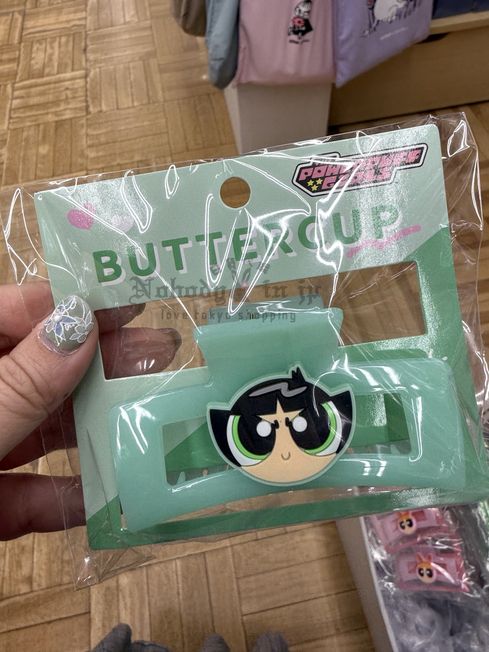 POWERPUFF
GIRLS
BUTTERCUP
Nobody in jp
love tokyo shopping